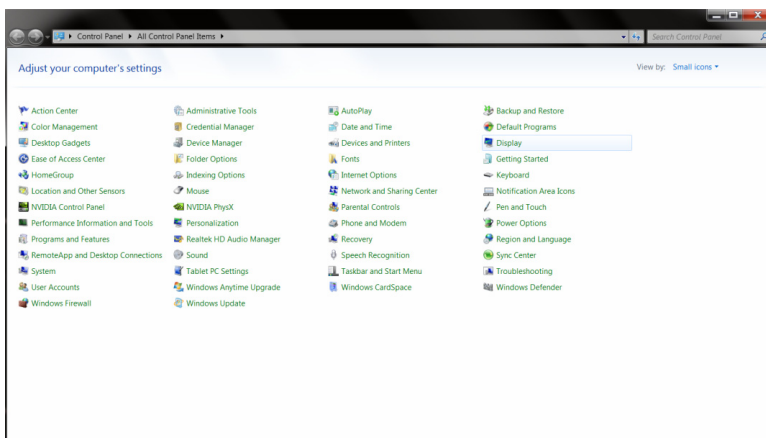 Control Panel ▸ All Control Panel Items ▸ Search Control Panel
Adjust your computer's settings View by: Small icons
Action Center Administrative Tools AutoPlay Backup and Restore
Color Management Credential Manager Date and Time Default Programs
Desktop Gadgets Device Manager Devices and Printers Display
Ease of Access Center Folder Options Fonts Getting Started
HomeGroup Indexing Options Internet Options Keyboard
Location and Other Sensors Mouse Network and Sharing Center Notification Area Icons
NVIDIA Control Panel NVIDIA PhysX Parental Controls Pen and Touch
Performance Information and Tools Personalization Phone and Modem Power Options
Programs and Features Realtek HD Audio Manager Recovery Region and Language
RemoteApp and Desktop Connections Sound Speech Recognition Sync Center
System Tablet PC Settings Taskbar and Start Menu Troubleshooting
User Accounts Windows Anytime Upgrade Windows CardSpace Windows Defender
Windows Firewall Windows Update